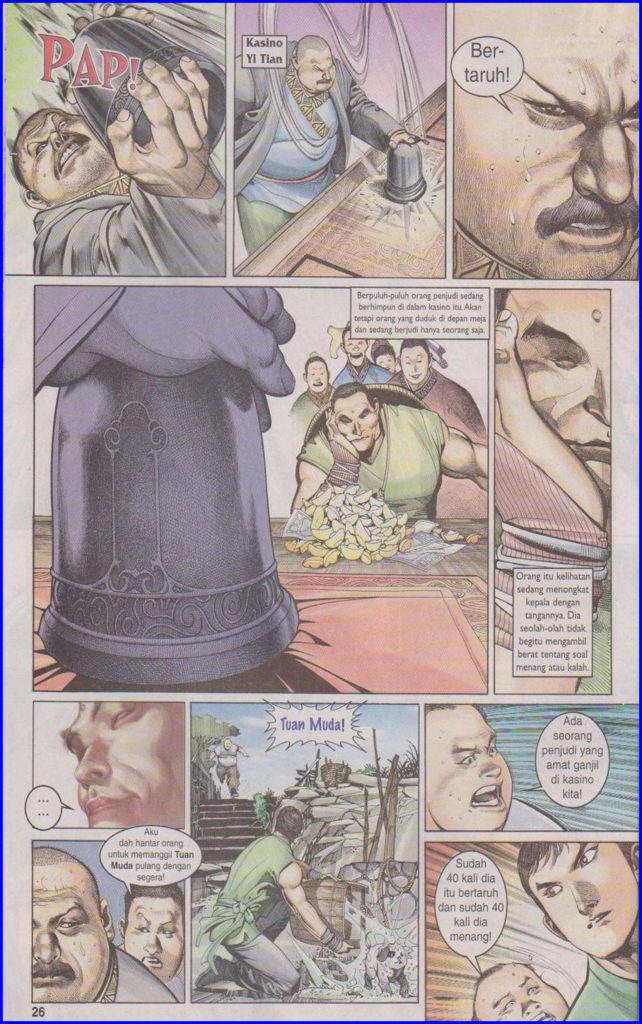 PAP!
Kasino
Yi Tian
Ber-
taruh!
Berpuluh-puluh orang penjudi sedang
berhimpun di dalam kasino itu. Akan
tetapi orang yang duduk di depan meja
dan sedang berjudi hanya seorang saja.
Orang itu kelihatan
sedang menongkat
kepala dengan
tangannya. Dia
seolah-olah tidak
begitu mengambil
berat tentang soal
menang atau kalah.
...
...
Aku
dah hantar orang
untuk memanggil Tuan
Muda pulang dengan
segera!
Tuan Muda!
Ada
seorang
penjudi yang
amat ganjil
di kasino
kita!
Sudah
40 kali dia
itu bertaruh
dan sudah 40
kali dia
menang!
26